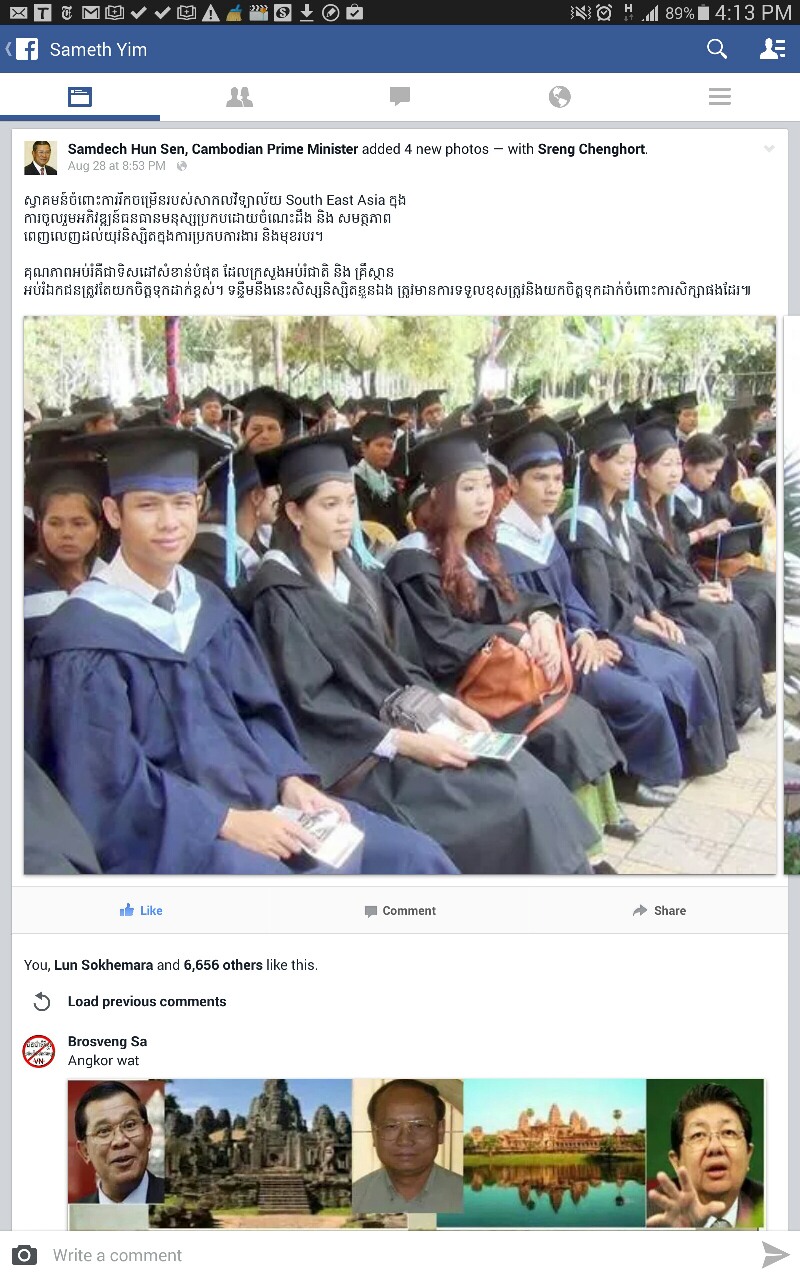 89% 4:13 PM
Sameth Yim
Samdech Hun Sen, Cambodian Prime Minister added 4 new photos — with Sreng Chenghort.
Aug 28 at 8:53 PM
ស្វាគមន៍ចំពោះការរីកចម្រើនរបស់សាកលវិទ្យាល័យ South East Asia ក្នុង
ការចូលរួមអភិវឌ្ឍន៍ធនធានមនុស្សប្រកបដោយចំណេះដឹង និង សមត្ថភាព
ពេញលេញដល់យុវនិស្សិតក្នុងការប្រកបការងារ និងមុខរបរ។
គុណភាពអប់រំគឺជាទិសដៅសំខាន់បំផុត ដែលក្រសួងអប់រំជាតិ និង គ្រឹស្ថាន
អប់រំឯកជនត្រូវតែយកចិត្តទុកដាក់ខ្ពស់។ ទន្ទឹមនឹងនេះសិស្សនិស្សិតខ្លួនឯង ត្រូវមានការទទួលខុសត្រូវនិងយកចិត្តទុកដាក់ចំពោះការសិក្សាផងដែរ៕
Like Comment Share
You, Lun Sokhemara and 6,656 others like this.
Load previous comments
Brosveng Sa
Angkor wat
Write a comment